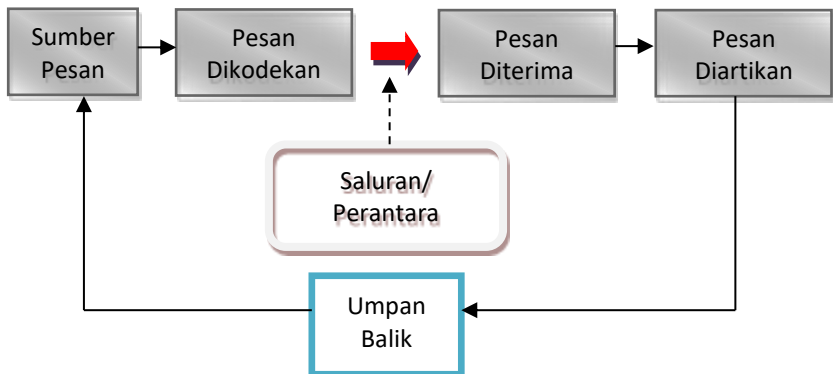 Sumber
Pesan
Pesan
Dikodekan
Pesan
Diterima
Pesan
Diartikan
Saluran/
Perantara
Umpan
Balik